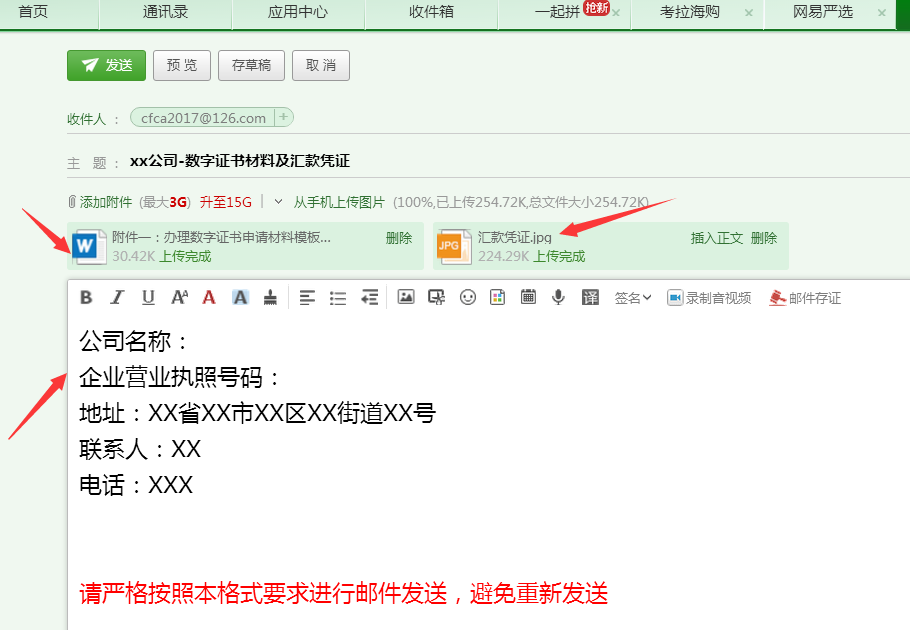 首页 通讯录 应用中心 收件箱 一起拼 抢新 × 考拉海购 × 网易严选 ×
发送 预 览 存草稿 取 消
收件人 ： cfca2017@126.com +
主 题 ： xx公司-数字证书材料及汇款凭证
添加附件 (最大3G) 升至15G | 从手机上传图片 (100%,已上传254.72K,总文件大小254.72K)
W 附件一：办理数字证书申请材料模板... 删除 JPG 汇款凭证.jpg 插入正文 删除
30.42K 上传完成 224.29K 上传完成
B I U AA A A 译 签名 录制音视频 邮件存证
公司名称：
企业营业执照号码：
地址：XX省XX市XX区XX街道XX号
联系人：XX
电话：XXX
请严格按照本格式要求进行邮件发送，避免重新发送